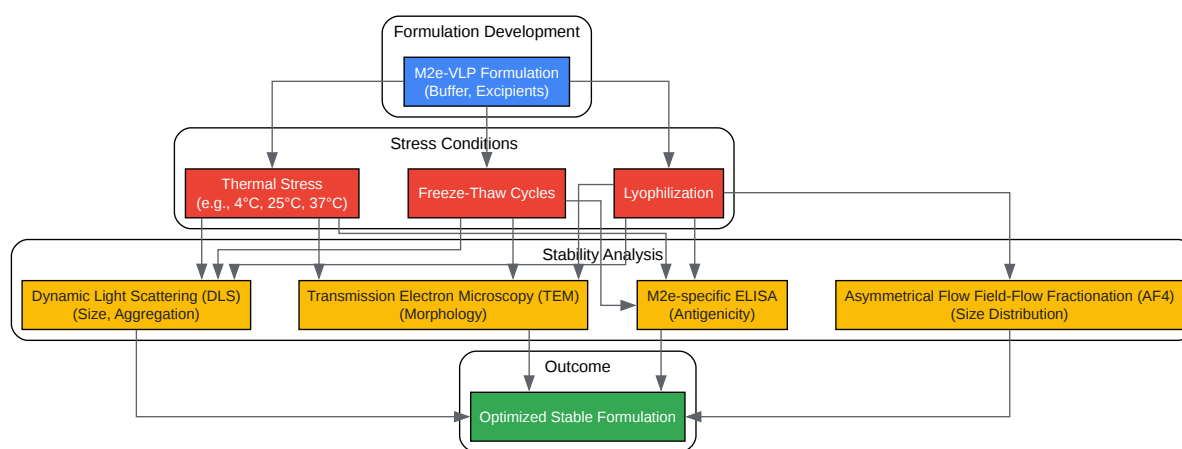 Formulation Development
M2e-VLP Formulation
(Buffer, Excipients)
Stress Conditions
Thermal Stress
(e.g., 4°C, 25°C, 37°C)
Freeze-Thaw Cycles
Lyophilization
Stability Analysis
Dynamic Light Scattering (DLS)
(Size, Aggregation)
Transmission Electron Microscopy (TEM)
(Morphology)
M2e-specific ELISA
(Antigenicity)
Asymmetrical Flow Field-Flow Fractionation (AF4)
(Size Distribution)
Outcome
Optimized Stable Formulation